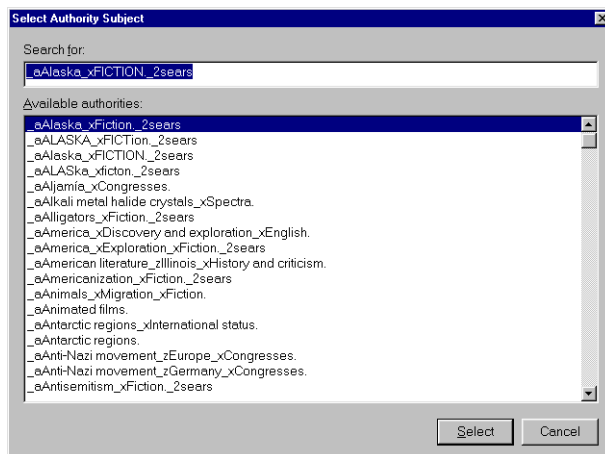 Select Authority Subject
Search for:
_aAlaska_xFICTION._2sears
Available authorities:
_aAlaska_xFiction._2sears
_aALASKA_xFICTion._2sears
_aAlaska_xFICTION._2sears
_aALASka_xficton._2sears
_aAljamía_xCongresses.
_aAlkali metal halide crystals_xSpectra.
_aAlligators_xFiction._2sears
_aAmerica_xDiscovery and exploration_xEnglish.
_aAmerica_xExploration_xFiction._2sears
_aAmerican literature_zIllinois_xHistory and criticism.
_aAmericanization_xFiction._2sears
_aAnimals_xMigration_xFiction.
_aAnimated films.
_aAntarctic regions_xInternational status.
_aAntarctic regions.
_aAnti-Nazi movement_zEurope_xCongresses.
_aAnti-Nazi movement_zGermany_xCongresses.
_aAntisemitism_xFiction._2sears
Select Cancel